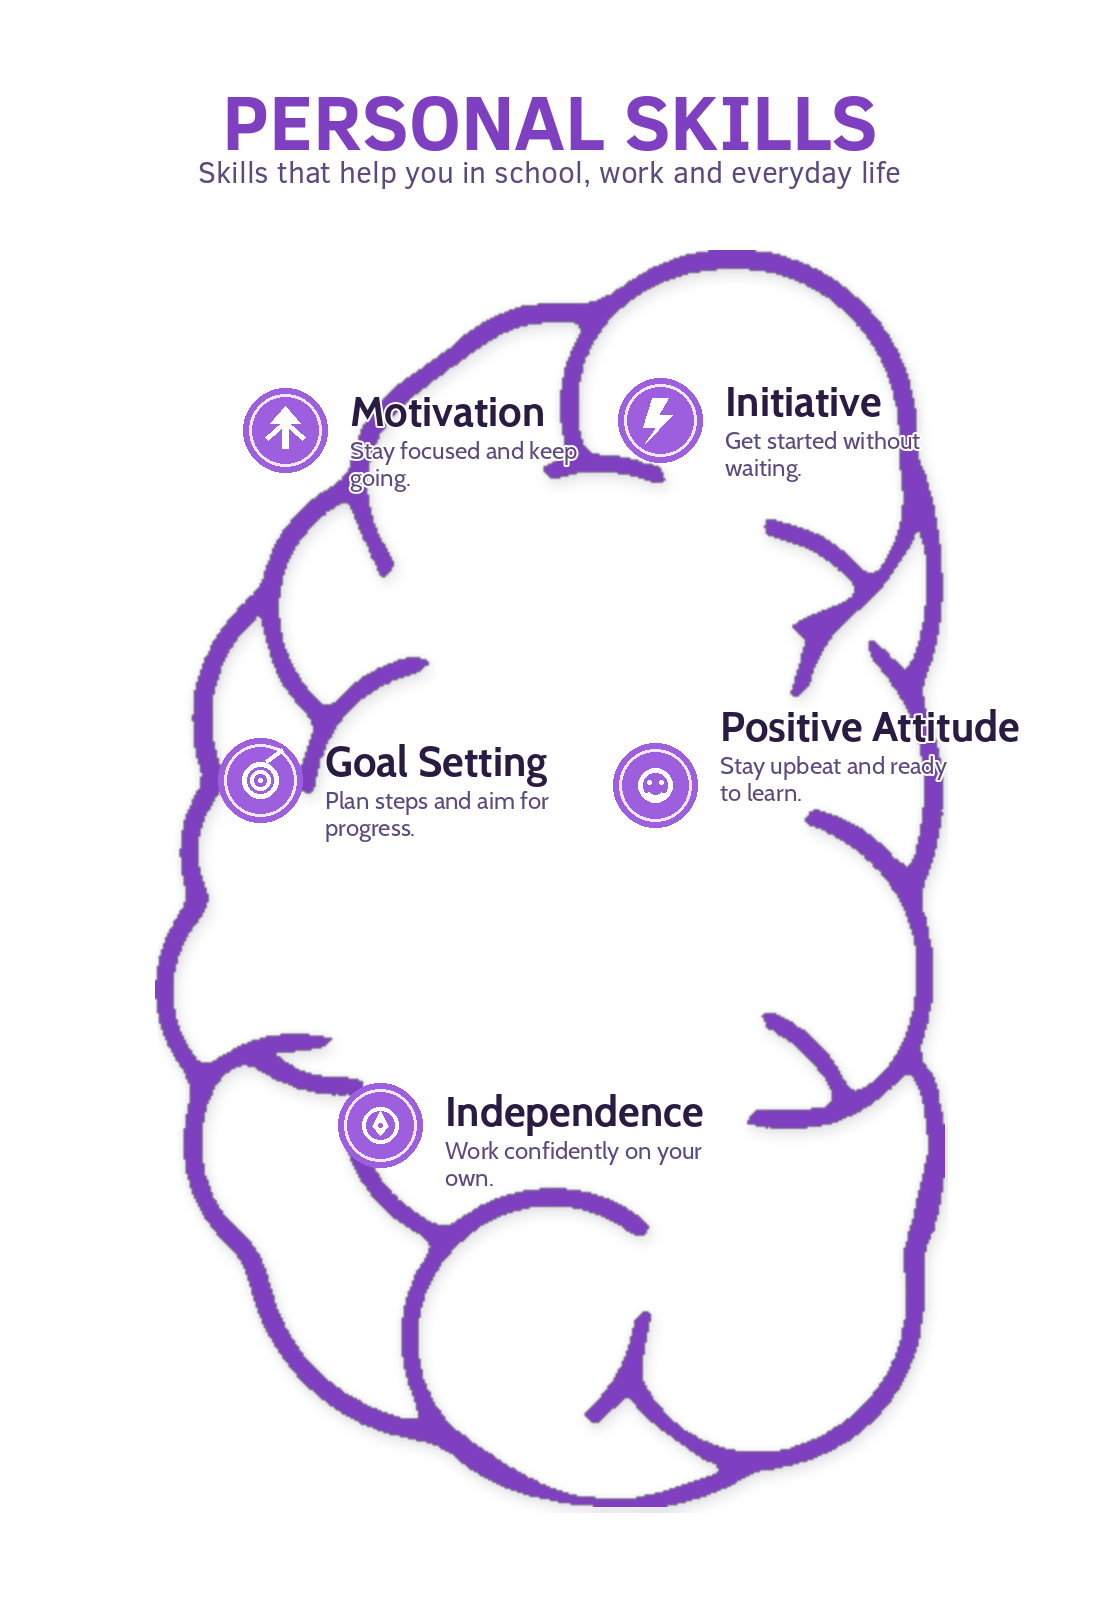 PERSONAL SKILLS
Skills that help you in school, work and everyday life
Motivation
Stay focused and keep
going.
Initiative
Get started without
waiting.
Goal Setting
Plan steps and aim for
progress.
Positive Attitude
Stay upbeat and ready
to learn.
Independence
Work confidently on your
own.